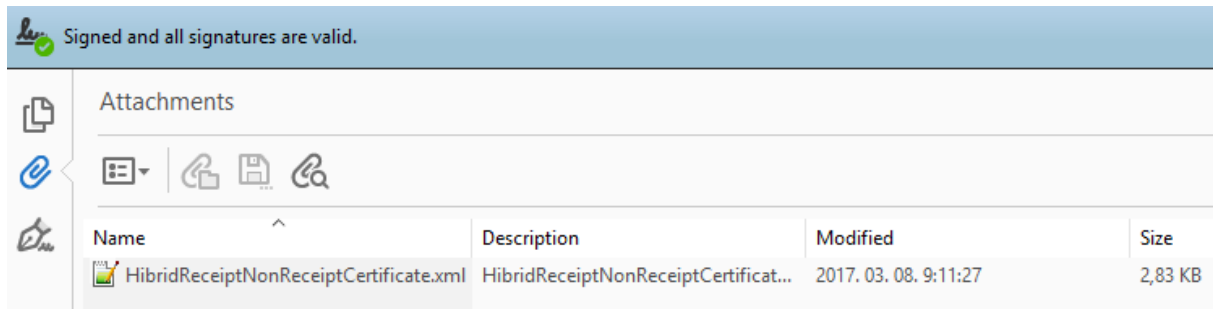 Signed and all signatures are valid.
Attachments
Name Description Modified Size
HibridReceiptNonReceiptCertificate.xml HibridReceiptNonReceiptCertificat... 2017. 03. 08. 9:11:27 2,83 KB